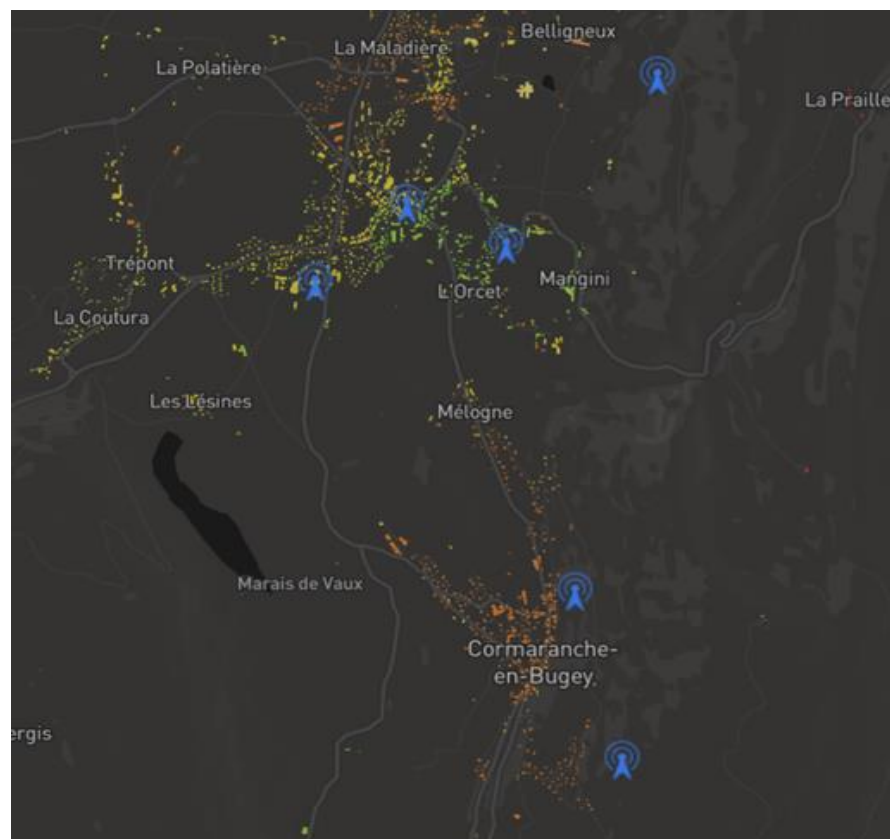 Belligneux
La Maladière
La Polatière
La Praille
Trépont
Mangini
L'Orcet
La Coutura
Les Lésines
Mélogne
Marais de Vaux
Cormaranche-
en-Bugey
ergis